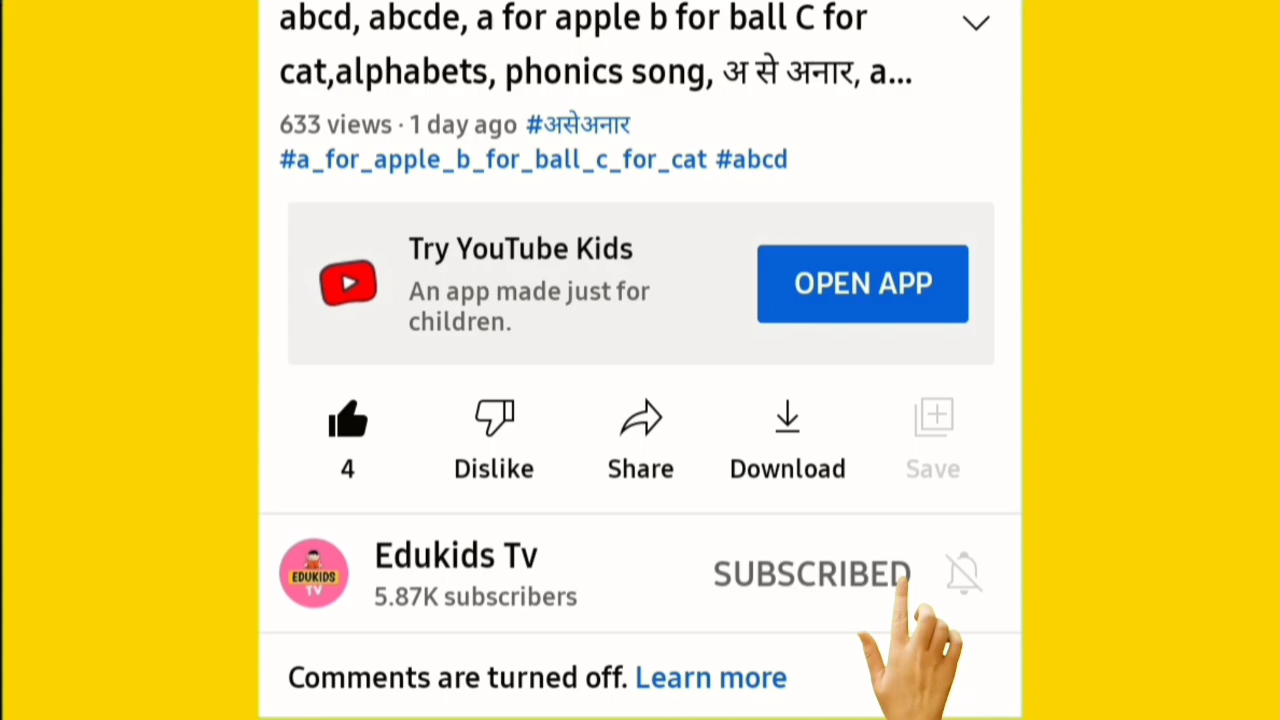 abcd, abcde, a for apple b for ball C for
cat,alphabets, phonics song, अ से अनार, a...
633 views · 1 day ago #असेअनार
#a_for_apple_b_for_ball_c_for_cat #abcd
Try YouTube Kids
An app made just for
children.
OPEN APP
4
Dislike
Share
Download
Save
EDUKIDS
TV
Edukids Tv
5.87K subscribers
SUBSCRIBED
Comments are turned off. Learn more